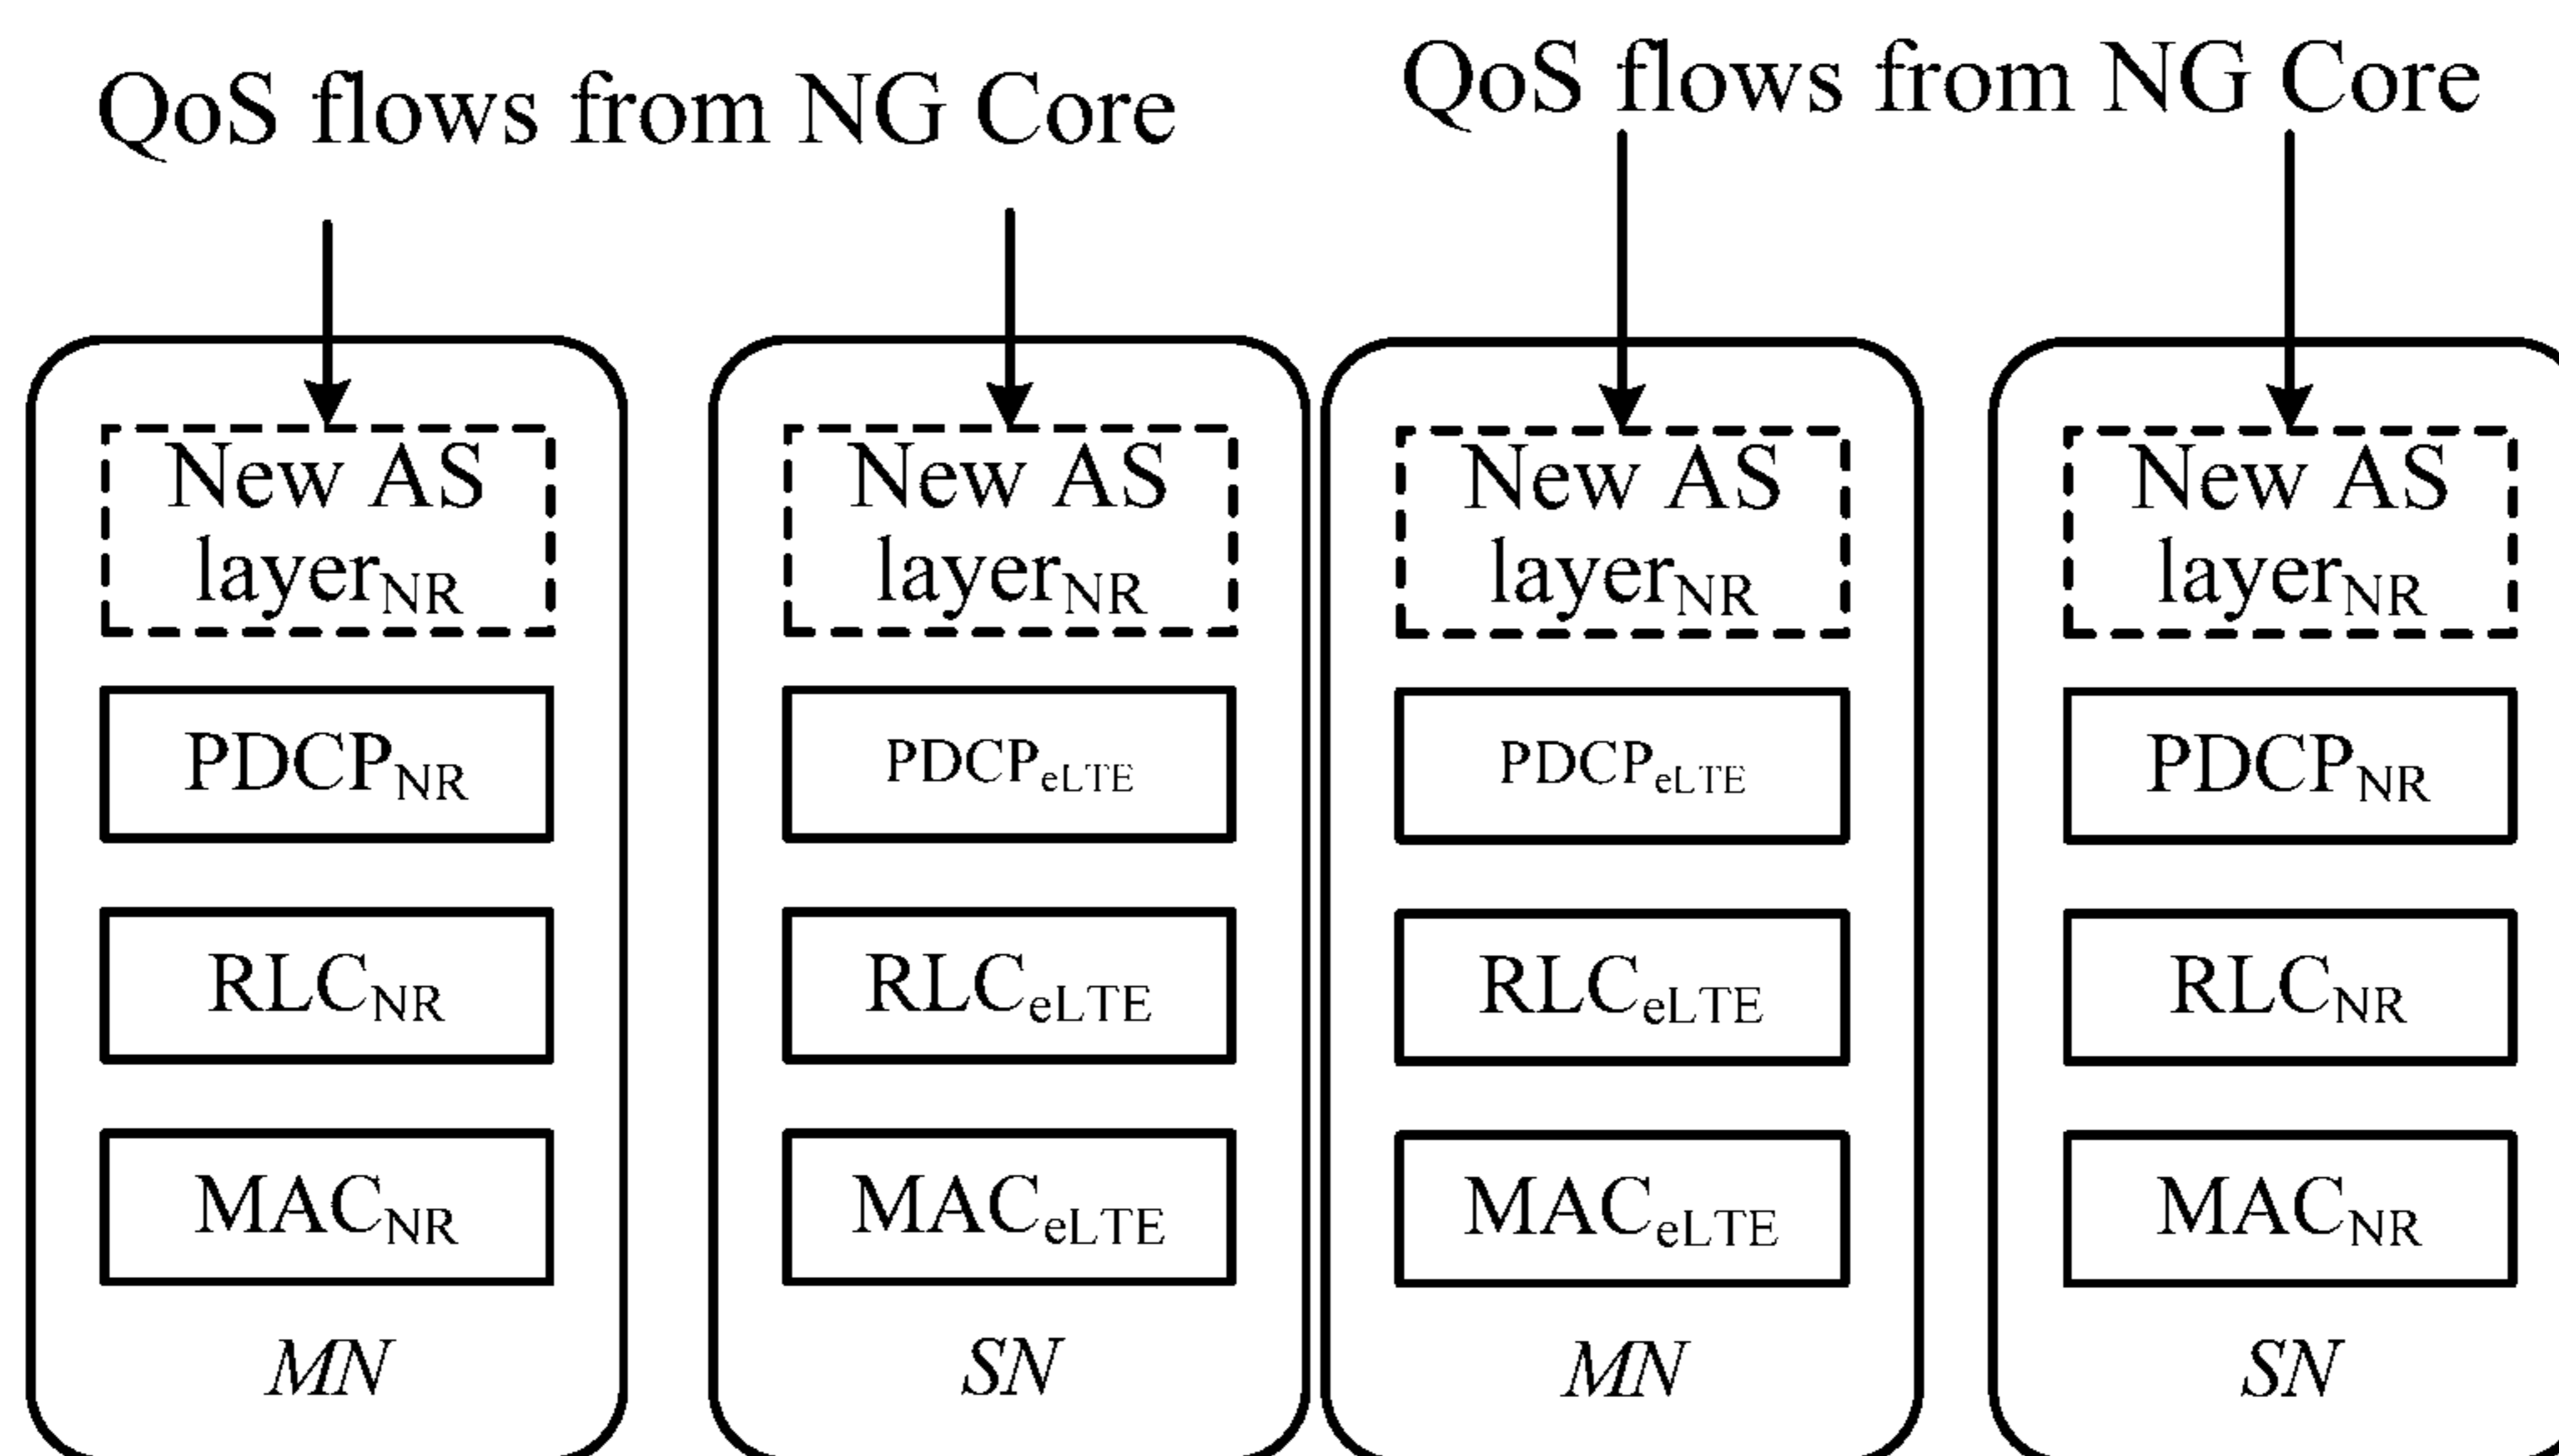 QoS flows from NG Core
QoS flows from NG Core
New AS
layerNR
New AS
layerNR
New AS
layerNR
New AS
layerNR
PDCPNR
PDCPeLTE
PDCPeLTE
PDCPNR
RLCNR
RLCeLTE
RLCeLTE
RLCNR
MACNR
MACeLTE
MACeLTE
MACNR
MN
SN
MN
SN